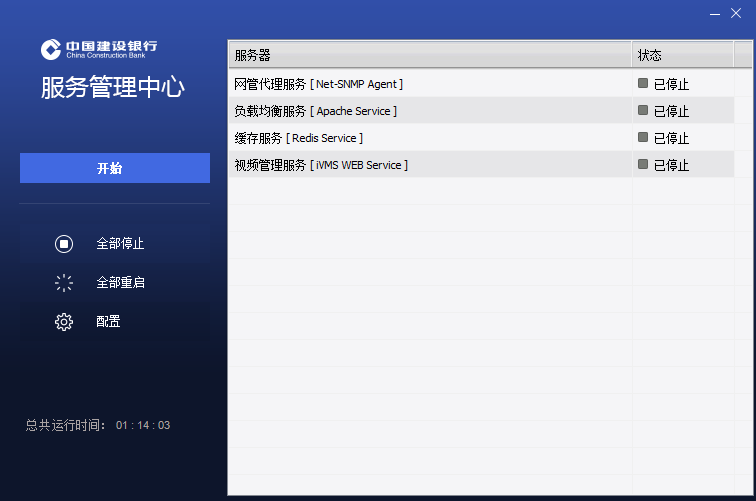 中国建设银行
China Construction Bank
服务管理中心
开始
全部停止
全部重启
配置
总共运行时间： 01 : 14 : 03
服务器 状态
网管代理服务 [ Net-SNMP Agent ] 已停止
负载均衡服务 [ Apache Service ] 已停止
缓存服务 [ Redis Service ] 已停止
视频管理服务 [ iVMS WEB Service ] 已停止